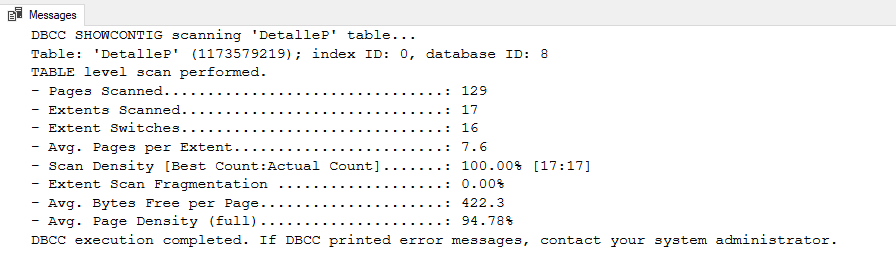 Messages
DBCC SHOWCONTIG scanning 'DetalleP' table...
Table: 'DetalleP' (1173579219); index ID: 0, database ID: 8
TABLE level scan performed.
- Pages Scanned................................: 129
- Extents Scanned..............................: 17
- Extent Switches..............................: 16
- Avg. Pages per Extent........................: 7.6
- Scan Density [Best Count:Actual Count].......: 100.00% [17:17]
- Extent Scan Fragmentation ...................: 0.00%
- Avg. Bytes Free per Page.....................: 422.3
- Avg. Page Density (full).....................: 94.78%
DBCC execution completed. If DBCC printed error messages, contact your system administrator.